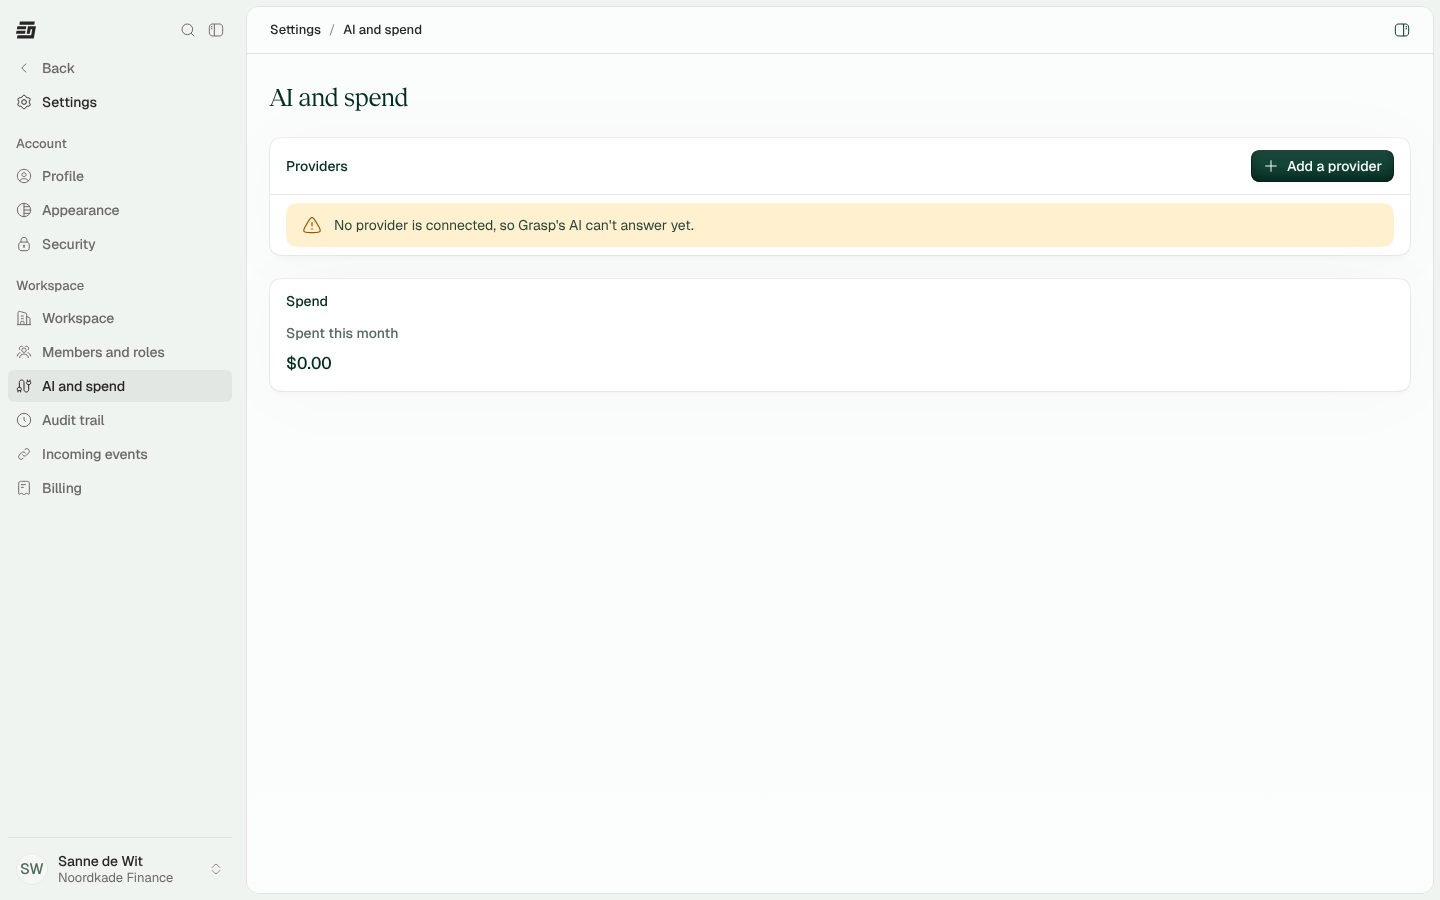 Back
Settings
Account
Profile
Appearance
Security
Workspace
Workspace
Members and roles
AI and spend
Audit trail
Incoming events
Billing
SW
Sanne de Wit
Noordkade Finance
Settings / AI and spend
AI and spend
Providers
Add a provider
No provider is connected, so Grasp's AI can't answer yet.
Spend
Spent this month
$0.00